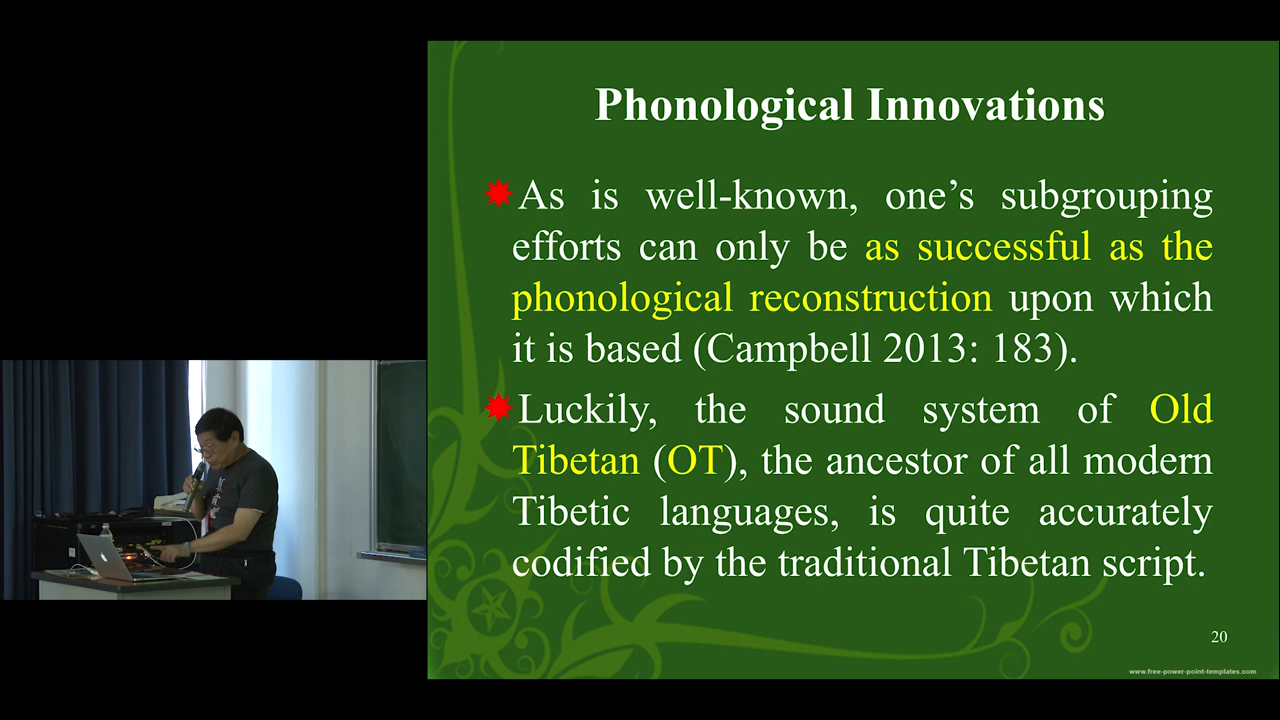 Phonological Innovations
As is well-known, one's subgrouping
efforts can only be as successful as the
phonological reconstruction upon which
it is based (Campbell 2013: 183).
Luckily, the sound system of Old
Tibetan (OT), the ancestor of all modern
Tibetic languages, is quite accurately
codified by the traditional Tibetan script.
20
www.free-power-point-templates.com